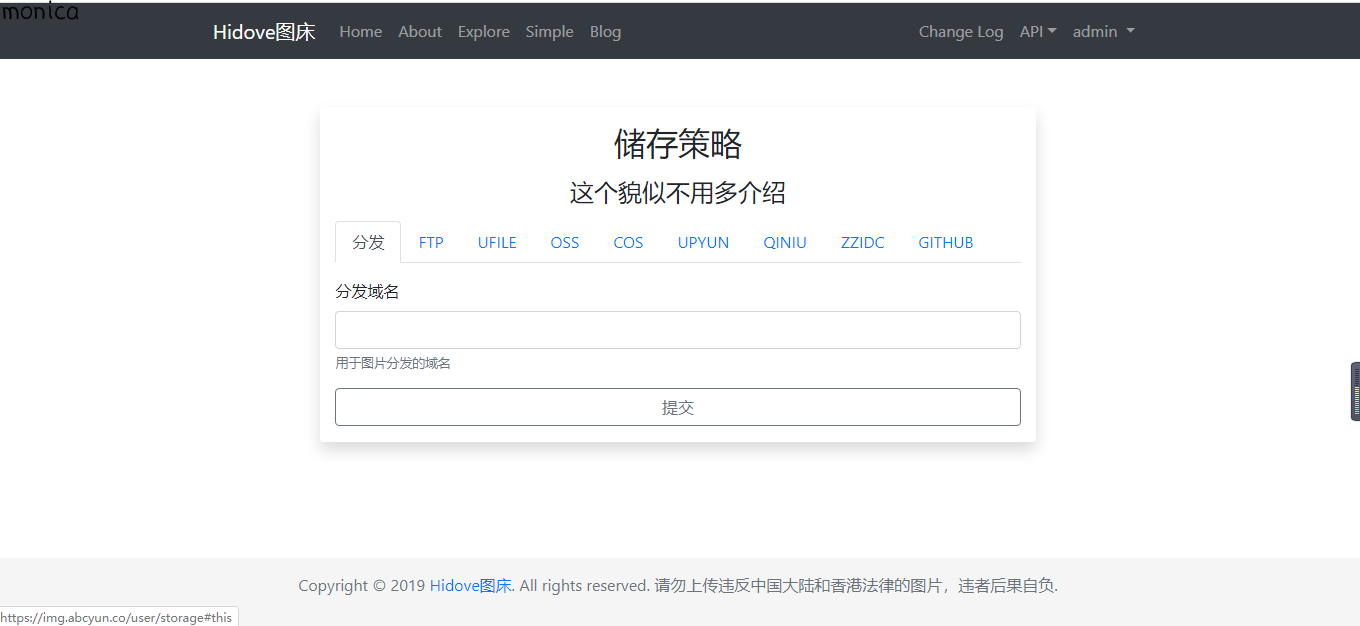 monica
Hidove图床 Home About Explore Simple Blog Change Log API admin
储存策略
这个貌似不用多介绍
分发 FTP UFILE OSS COS UPYUN QINIU ZZIDC GITHUB
分发域名
用于图片分发的域名
提交
Copyright © 2019 Hidove图床. All rights reserved. 请勿上传违反中国大陆和香港法律的图片，违者后果自负.
https://img.abcyun.co/user/storage#this